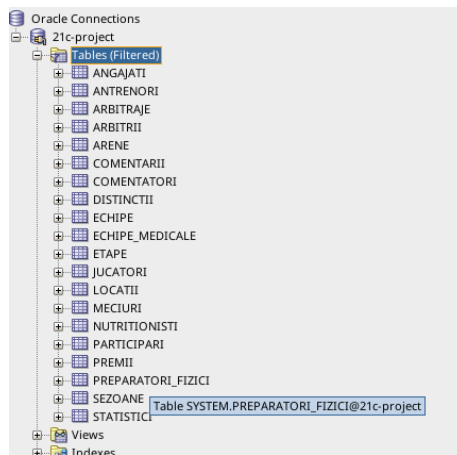 Oracle Connections
21c-project
Tables (Filtered)
ANGAJATI
ANTRENORI
ARBITRAJE
ARBITRII
ARENE
COMENTARII
COMENTATORI
DISTINCTII
ECHIPE
ECHIPE_MEDICALE
ETAPE
JUCATORI
LOCATII
MECIURI
NUTRITIONISTI
PARTICIPARI
PREMII
PREPARATORI_FIZICI
SEZOANE
Table SYSTEM.PREPARATORI_FIZICI@21c-project
STATISTICI
Views
Indexes